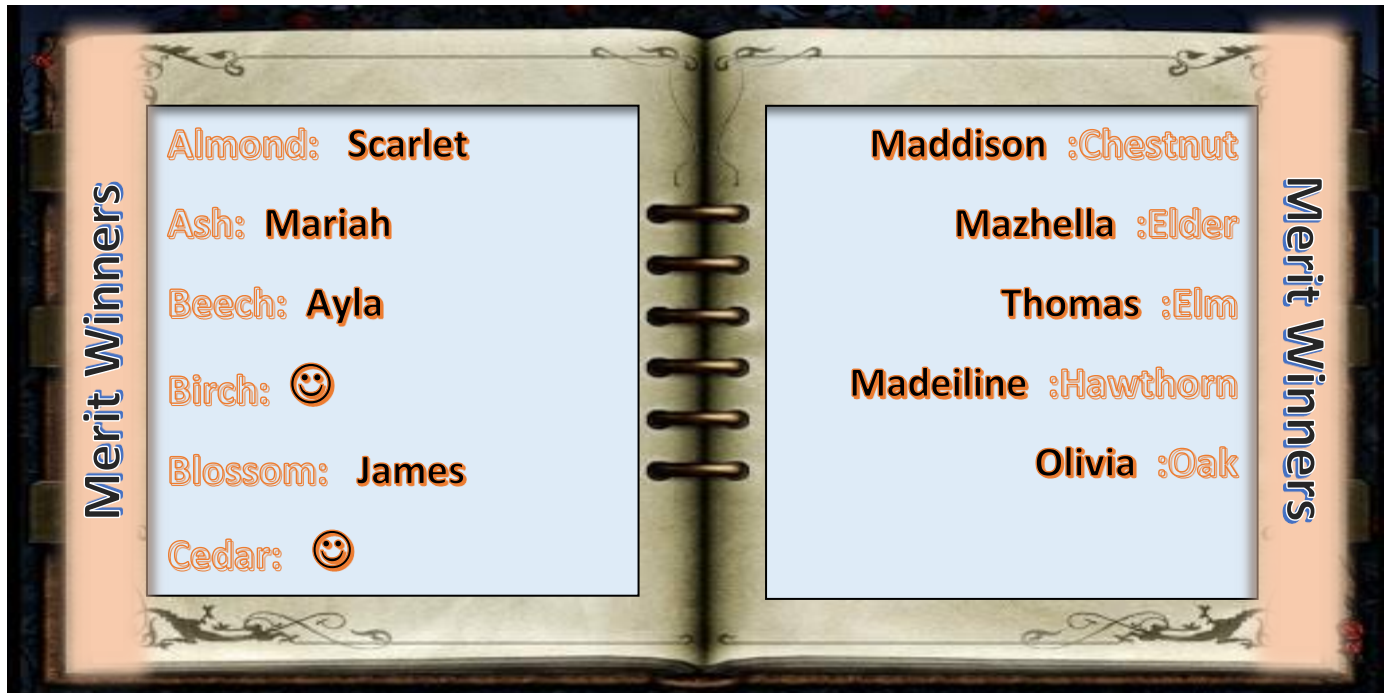 Merit Winners
Almond: Scarlet
Ash: Mariah
Beech: Ayla
Birch: ☺
Blossom: James
Cedar: ☺
Maddison :Chestnut
Mazhella :Elder
Thomas :Elm
Madeiline :Hawthorn
Olivia :Oak
Merit Winners